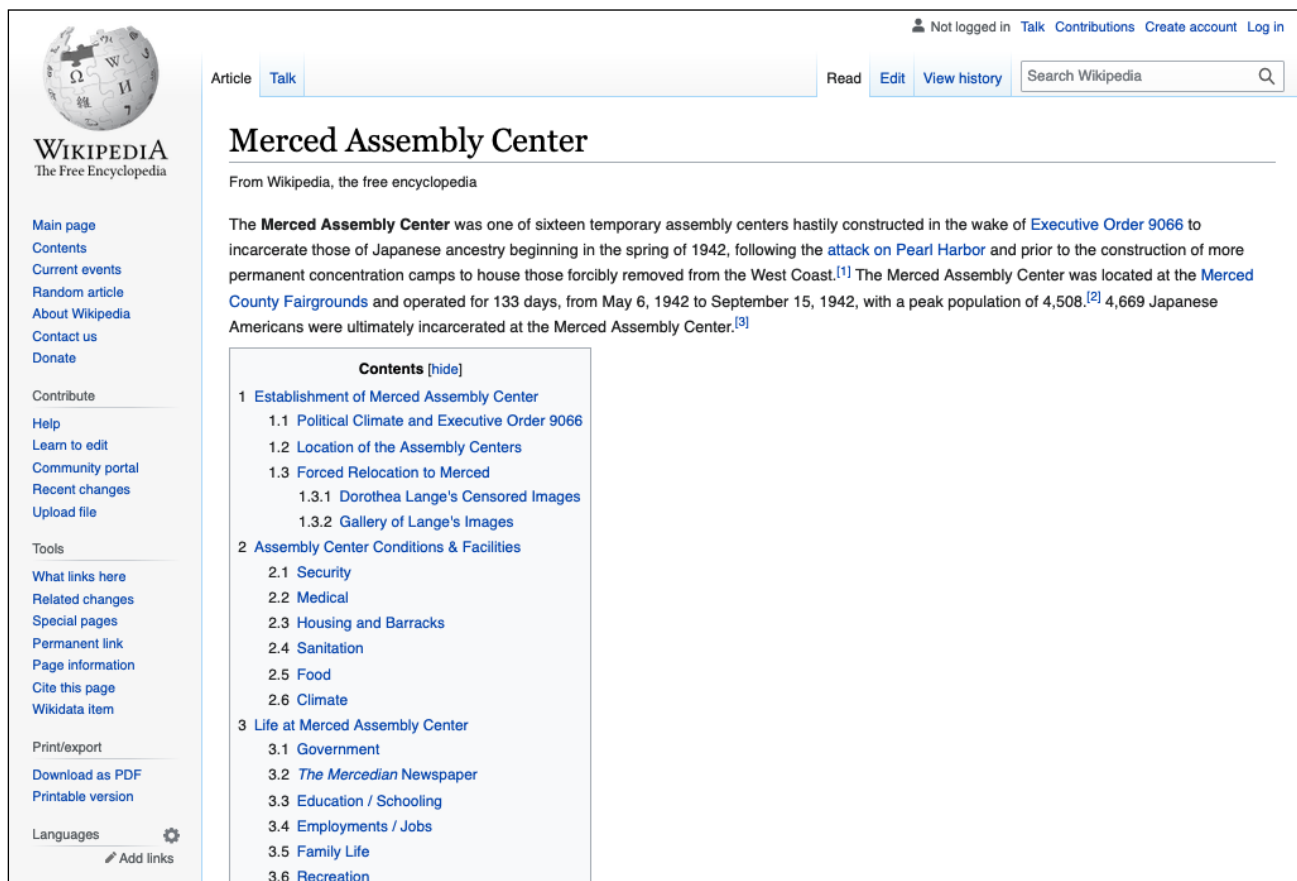 Not logged in Talk Contributions Create account Log in
Article Talk Read Edit View history Search Wikipedia
WIKIPEDIA
The Free Encyclopedia
Main page
Contents
Current events
Random article
About Wikipedia
Contact us
Donate
Contribute
Help
Learn to edit
Community portal
Recent changes
Upload file
Tools
What links here
Related changes
Special pages
Permanent link
Page information
Cite this page
Wikidata item
Print/export
Download as PDF
Printable version
Languages
Add links
Merced Assembly Center
From Wikipedia, the free encyclopedia
The Merced Assembly Center was one of sixteen temporary assembly centers hastily constructed in the wake of Executive Order 9066 to
incarcerate those of Japanese ancestry beginning in the spring of 1942, following the attack on Pearl Harbor and prior to the construction of more
permanent concentration camps to house those forcibly removed from the West Coast.[1] The Merced Assembly Center was located at the Merced
County Fairgrounds and operated for 133 days, from May 6, 1942 to September 15, 1942, with a peak population of 4,508.[2] 4,669 Japanese
Americans were ultimately incarcerated at the Merced Assembly Center.[3]
Contents [hide]
1 Establishment of Merced Assembly Center
1.1 Political Climate and Executive Order 9066
1.2 Location of the Assembly Centers
1.3 Forced Relocation to Merced
1.3.1 Dorothea Lange's Censored Images
1.3.2 Gallery of Lange's Images
2 Assembly Center Conditions & Facilities
2.1 Security
2.2 Medical
2.3 Housing and Barracks
2.4 Sanitation
2.5 Food
2.6 Climate
3 Life at Merced Assembly Center
3.1 Government
3.2 The Mercedian Newspaper
3.3 Education / Schooling
3.4 Employments / Jobs
3.5 Family Life
3.6 Recreation